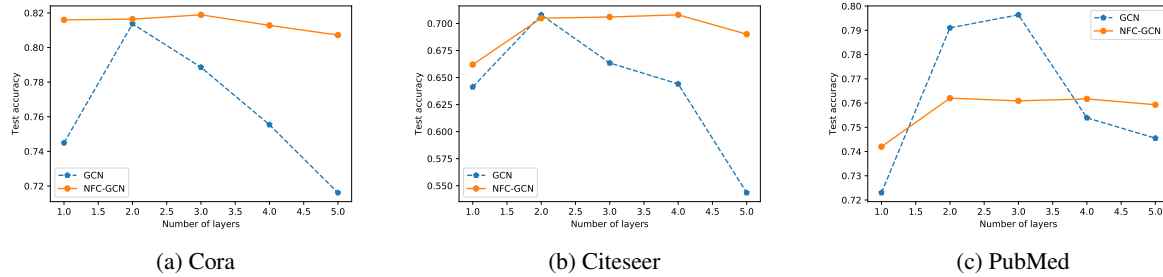 0.82
0.80
0.78
0.76
0.74
0.72
Test accuracy
GCN
NFC-GCN
1.0 1.5 2.0 2.5 3.0 3.5 4.0 4.5 5.0
Number of layers
(a) Cora
0.700
0.675
0.650
0.625
0.600
0.575
0.550
Test accuracy
GCN
NFC-GCN
1.0 1.5 2.0 2.5 3.0 3.5 4.0 4.5 5.0
Number of layers
(b) Citeseer
0.80
0.79
0.78
0.77
0.76
0.75
0.74
0.73
0.72
Test accuracy
GCN
NFC-GCN
1.0 1.5 2.0 2.5 3.0 3.5 4.0 4.5 5.0
Number of layers
(c) PubMed